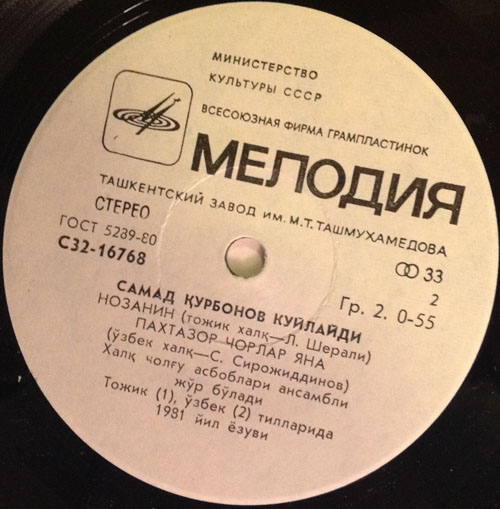 МИНИСТЕРСТВО
КУЛЬТУРЫ СССР
ВСЕСОЮЗНАЯ ФИРМА ГРАМПЛАСТИНОК
МЕЛОДИЯ
ТАШКЕНТСКИЙ ЗАВОД ИМ. М.Т. ТАШМУХАМЕДОВА
СТЕРЕО
ГОСТ 5289-80
С32-16768
33
2
Гр. 2. 0-55
САМАД ҚУРБОНОВ КУЙЛАЙДИ
НОЗАНИН (тожик халқ—Л. Шерали)
ПАХТАЗОР ЧОРЛАР ЯНА
(ўзбек халқ—С. Сирожиддинов)
Халқ чолғу асбоблари ансамбли
жўр бўлади
Тожик (1), ўзбек (2) тилларида
1981 йил ёзуви